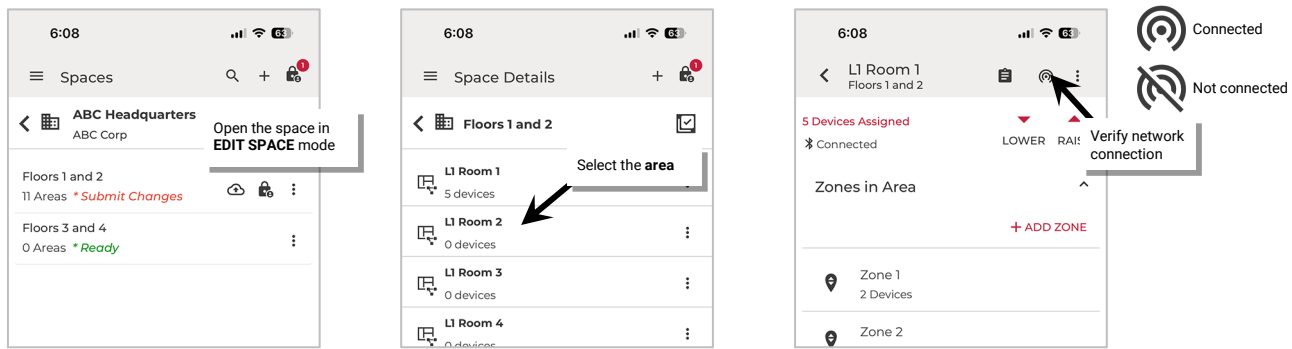 6:08
63
Spaces
1
ABC Headquarters
ABC Corp
Open the space in
EDIT SPACE mode
Floors 1 and 2
11 Areas * Submit Changes
Floors 3 and 4
0 Areas * Ready
6:08
63
Space Details
1
Floors 1 and 2
Select the area
L1 Room 1
5 devices
L1 Room 2
0 devices
L1 Room 3
0 devices
L1 Room 4
0 devices
6:08
63
L1 Room 1
Floors 1 and 2
5 Devices Assigned
Connected
LOWER RAIS
Verify network
connection
Zones in Area
+ ADD ZONE
Zone 1
2 Devices
Zone 2
Connected
Not connected